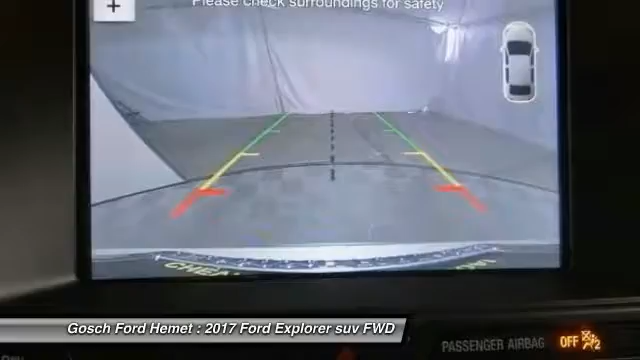 +
Please check surroundings for safety
Gosch Ford Hemet : 2017 Ford Explorer suv FWD
PASSENGER AIRBAG OFF